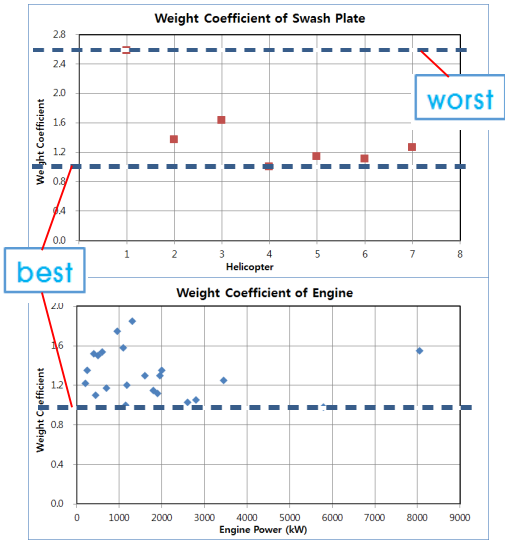 Weight Coefficient of Swash Plate
2.8
2.4
2.0
1.6
1.2
0.8
0.4
0.0
Weight Coefficient
worst
1 2 3 4 5 6 7 8
Helicopter
best
Weight Coefficient of Engine
2.0
1.6
1.2
0.8
0.4
0.0
Weight Coefficient
0 1000 2000 3000 4000 5000 6000 7000 8000 9000
Engine Power (kW)